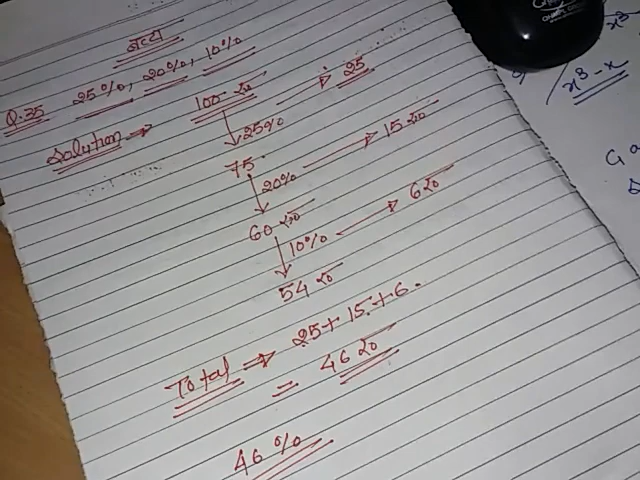 बट्टा
Q.35 25%, 20%, 10%
Solution → 100 रू → 25
↓ 25%
75 → 15 रू
↓ 20%
60 रू → 6 रू
↓ 10%
54 रू
Total ⇒ 25 + 15 + 6.
= 46 रू
46%
x³ - x